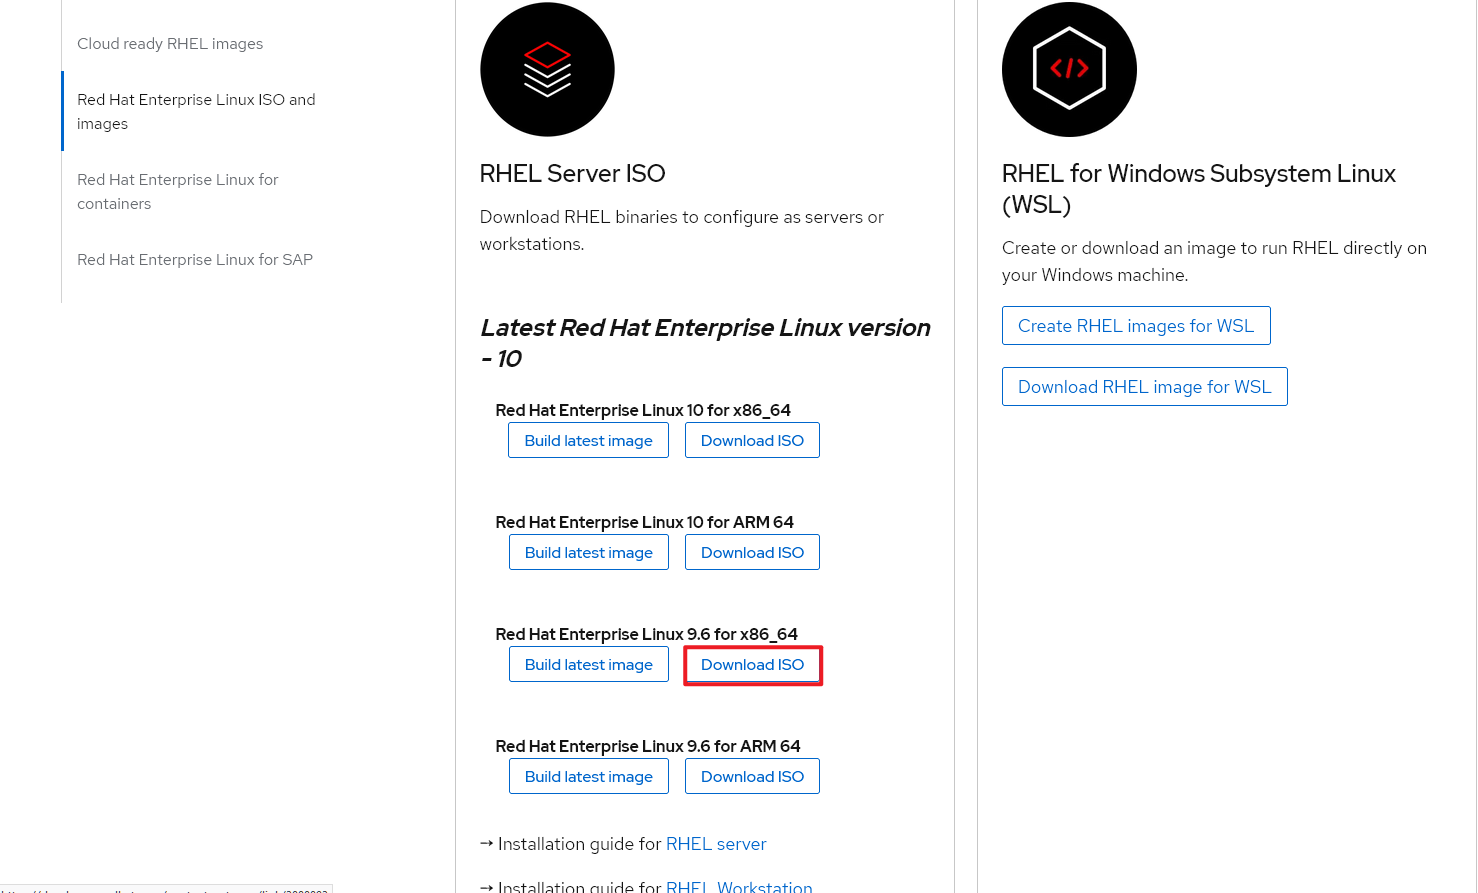 Cloud ready RHEL images
Red Hat Enterprise Linux ISO and
images
Red Hat Enterprise Linux for
containers
Red Hat Enterprise Linux for SAP
RHEL Server ISO
Download RHEL binaries to configure as servers or
workstations.
Latest Red Hat Enterprise Linux version
- 10
Red Hat Enterprise Linux 10 for x86_64
Build latest image Download ISO
Red Hat Enterprise Linux 10 for ARM 64
Build latest image Download ISO
Red Hat Enterprise Linux 9.6 for x86_64
Build latest image Download ISO
Red Hat Enterprise Linux 9.6 for ARM 64
Build latest image Download ISO
→ Installation guide for RHEL server
→ Installation guide for RHEL Workstation
RHEL for Windows Subsystem Linux
(WSL)
Create or download an image to run RHEL directly on
your Windows machine.
Create RHEL images for WSL
Download RHEL image for WSL